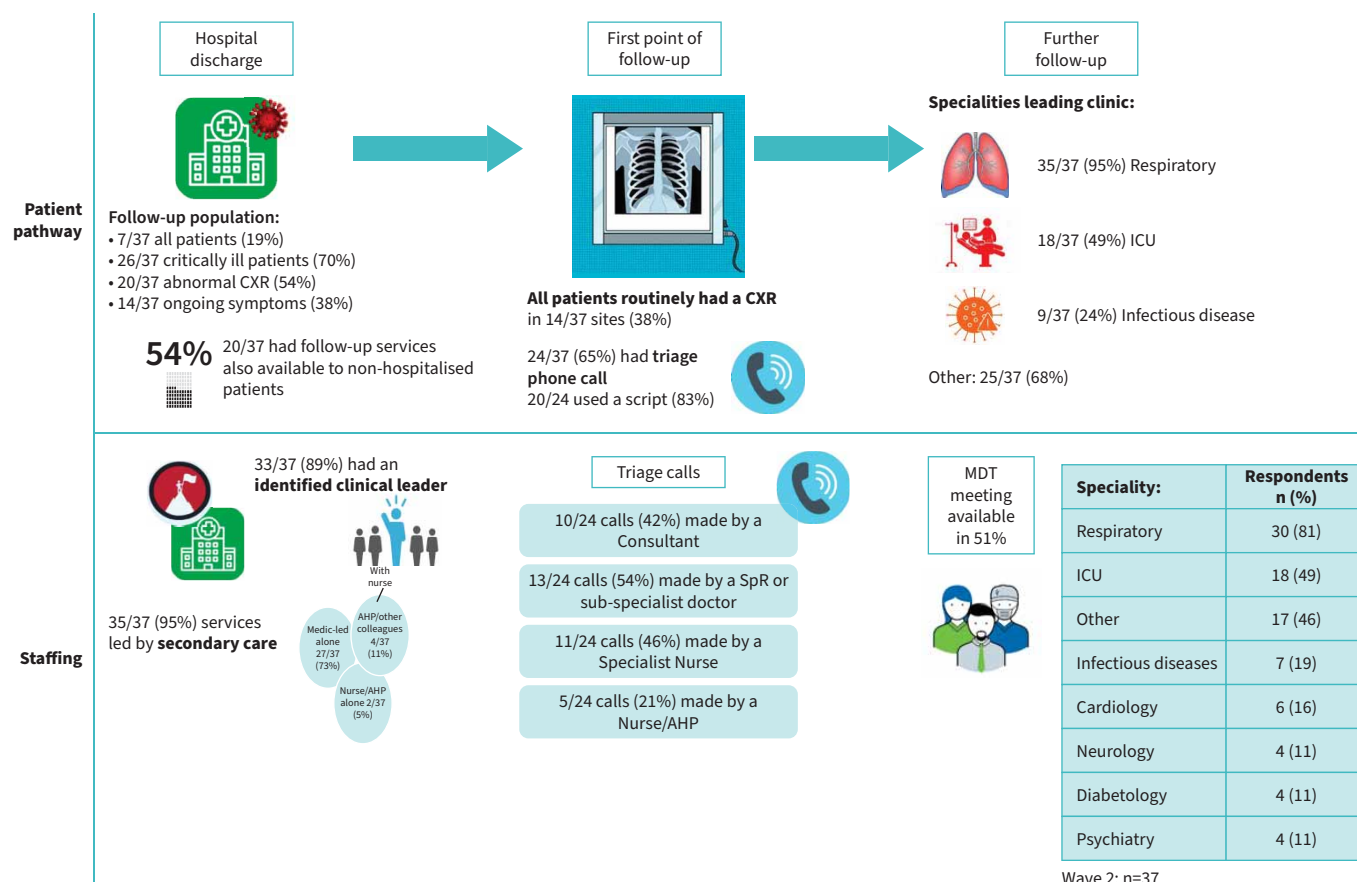 Hospital
discharge
First point of
follow-up
Further
follow-up
Patient
pathway
Follow-up population:
• 7/37 all patients (19%)
• 26/37 critically ill patients (70%)
• 20/37 abnormal CXR (54%)
• 14/37 ongoing symptoms (38%)
54%
20/37 had follow-up services
also available to non-hospitalised
patients
All patients routinely had a CXR
in 14/37 sites (38%)
24/37 (65%) had triage
phone call
20/24 used a script (83%)
Specialities leading clinic:
35/37 (95%) Respiratory
18/37 (49%) ICU
9/37 (24%) Infectious disease
Other: 25/37 (68%)
Staffing
33/37 (89%) had an
identified clinical leader
35/37 (95%) services
led by secondary care
With
nurse
Medic-led
alone
27/37
(73%)
AHP/other
colleagues
4/37
(11%)
Nurse/AHP
alone 2/37
(5%)
Triage calls
10/24 calls (42%) made by a
Consultant
13/24 calls (54%) made by a SpR or
sub-specialist doctor
11/24 calls (46%) made by a
Specialist Nurse
5/24 calls (21%) made by a
Nurse/AHP
MDT
meeting
available
in 51%
Speciality: Respondents
n (%)
Respiratory 30 (81)
ICU 18 (49)
Other 17 (46)
Infectious diseases 7 (19)
Cardiology 6 (16)
Neurology 4 (11)
Diabetology 4 (11)
Psychiatry 4 (11)
Wave 2: n=37